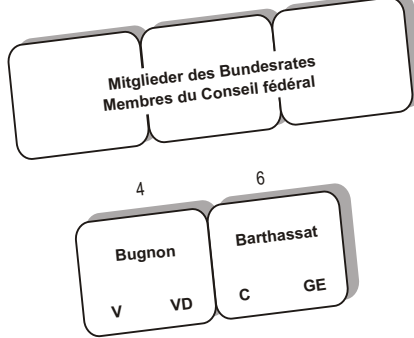 Mitglieder des Bundesrates
Membres du Conseil fédéral
4 6
Bugnon Barthassat
V VD C GE